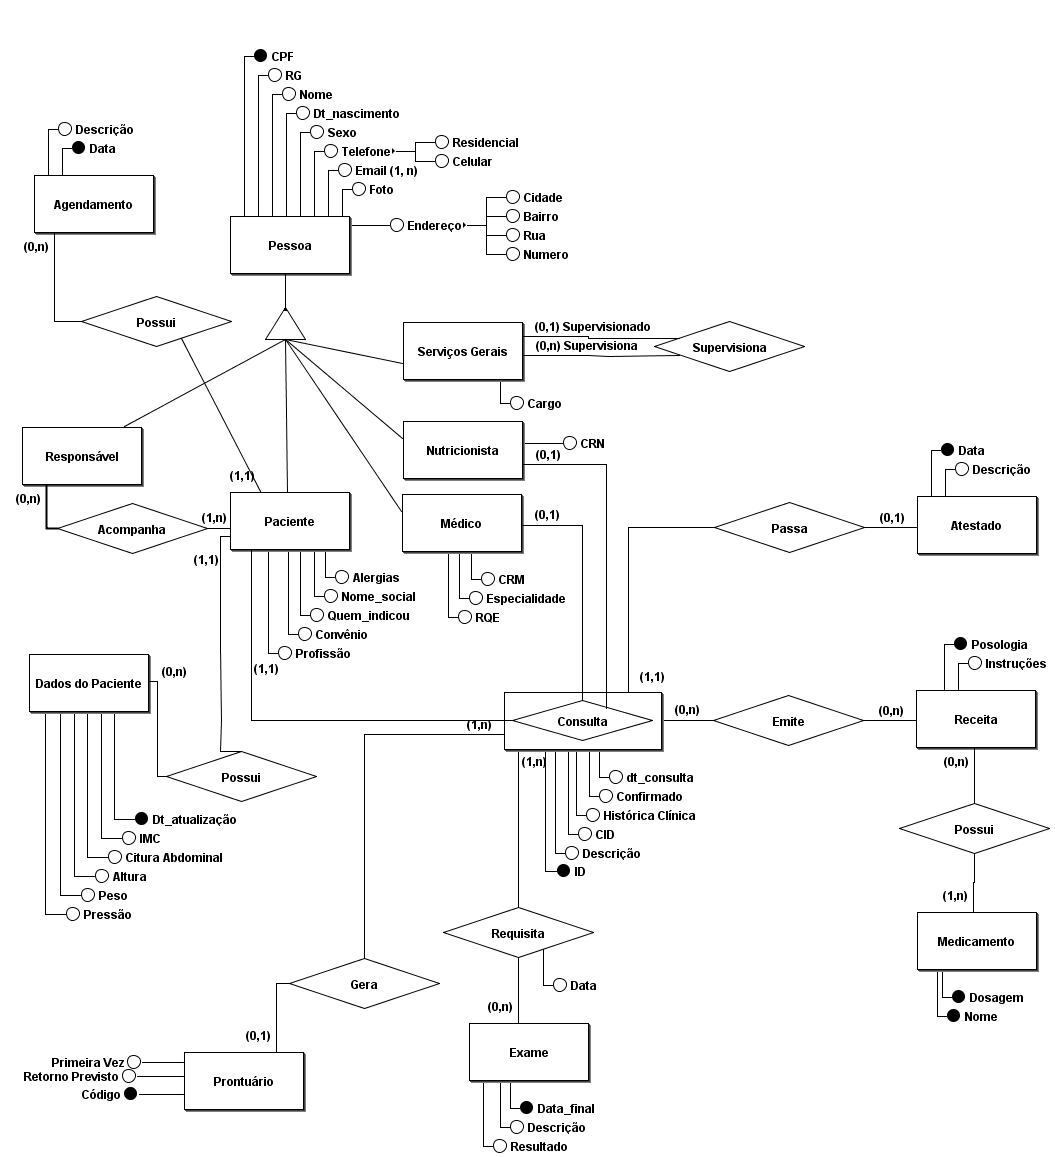 CPF
RG
Nome
Dt_nascimento
Sexo
Telefone
Residencial
Celular
Email (1, n)
Foto
Endereço
Cidade
Bairro
Rua
Numero
Pessoa
Descrição
Data
Agendamento
(0,n)
Possui
Serviços Gerais
(0,1) Supervisionado
(0,n) Supervisiona
Supervisiona
Cargo
Responsável
(0,n)
Acompanha
(1,n)
(1,1)
Paciente
(1,1)
Nutricionista
CRN
(0,1)
Médico
(0,1)
CRM
Especialidade
RQE
Alergias
Nome_social
Quem_indicou
Convênio
Profissão
(1,1)
Data
Descrição
Passa
(0,1)
Atestado
(1,1)
Dados do Paciente
(0,n)
Possui
Dt_atualização
IMC
Citura Abdominal
Altura
Peso
Pressão
Consulta
(1,n)
(1,n)
(0,n)
Emite
(0,n)
Posologia
Instruções
Receita
(0,n)
Possui
(1,n)
Medicamento
Dosagem
Nome
dt_consulta
Confirmado
Histórica Clínica
CID
Descrição
ID
Requisita
Data
(0,n)
Exame
Data_final
Descrição
Resultado
Gera
(0,1)
Primeira Vez
Retorno Previsto
Código
Prontuário